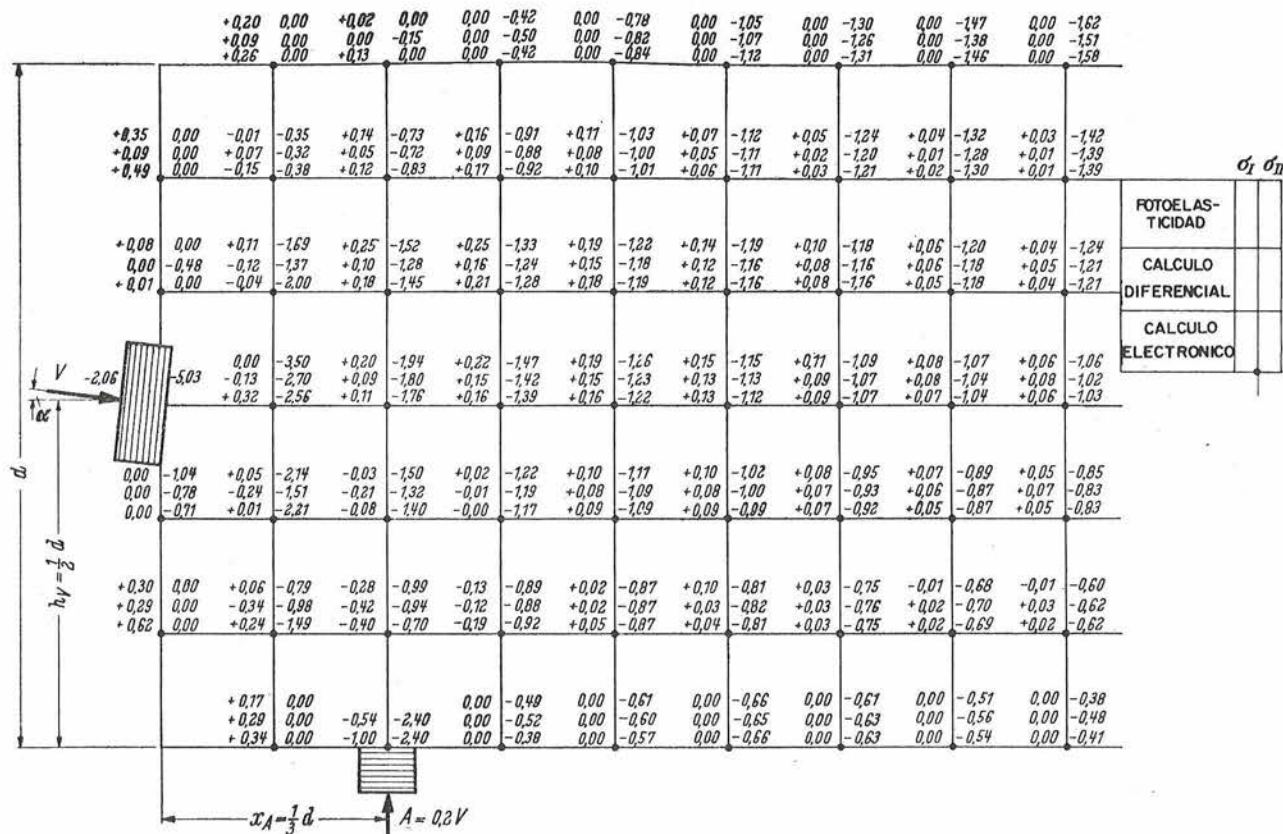 +0,20 0,00 +0,02 0,00 0,00 -0,42 0,00 -0,78 0,00 -1,05 0,00 -1,30 0,00 -1,47 0,00 -1,62
+0,09 0,00 0,00 -0,15 0,00 -0,50 0,00 -0,82 0,00 -1,07 0,00 -1,26 0,00 -1,38 0,00 -1,51
+0,26 0,00 +0,13 0,00 0,00 -0,42 0,00 -0,84 0,00 -1,12 0,00 -1,31 0,00 -1,46 0,00 -1,58
+0,35 0,00 -0,01 -0,35 +0,14 -0,73 +0,16 -0,91 +0,11 -1,03 +0,07 -1,12 +0,05 -1,24 +0,04 -1,32 +0,03 -1,42
+0,09 0,00 +0,07 -0,32 +0,05 -0,72 +0,09 -0,88 +0,08 -1,00 +0,05 -1,11 +0,02 -1,20 +0,01 -1,28 +0,01 -1,39
+0,49 0,00 -0,15 -0,38 +0,12 -0,83 +0,17 -0,92 +0,10 -1,01 +0,06 -1,11 +0,03 -1,21 +0,02 -1,30 +0,01 -1,39
σI σII
FOTOELAS-
TICIDAD
CALCULO
DIFERENCIAL
CALCULO
ELECTRONICO
+0,08 0,00 +0,11 -1,69 +0,25 -1,52 +0,25 -1,33 +0,19 -1,22 +0,14 -1,19 +0,10 -1,18 +0,06 -1,20 +0,04 -1,24
0,00 -0,48 -0,12 -1,37 +0,10 -1,28 +0,16 -1,24 +0,15 -1,18 +0,12 -1,16 +0,08 -1,16 +0,06 -1,18 +0,05 -1,21
+0,01 0,00 -0,04 -2,00 +0,18 -1,45 +0,21 -1,28 +0,18 -1,19 +0,12 -1,16 +0,08 -1,16 +0,05 -1,18 +0,04 -1,21
0,00 -3,50 +0,20 -1,94 +0,22 -1,47 +0,19 -1,26 +0,15 -1,15 +0,11 -1,09 +0,08 -1,07 +0,06 -1,06
V -2,06 -5,03 -0,13 -2,70 +0,09 -1,80 +0,15 -1,42 +0,15 -1,23 +0,13 -1,13 +0,09 -1,07 +0,08 -1,04 +0,08 -1,02
+0,32 -2,56 +0,11 -1,76 +0,16 -1,39 +0,16 -1,22 +0,13 -1,12 +0,09 -1,07 +0,07 -1,04 +0,06 -1,03
α
d
0,00 -1,04 +0,05 -2,14 -0,03 -1,50 +0,02 -1,22 +0,10 -1,11 +0,10 -1,02 +0,08 -0,95 +0,07 -0,89 +0,05 -0,85
0,00 -0,78 -0,24 -1,51 -0,21 -1,32 -0,01 -1,19 +0,08 -1,09 +0,08 -1,00 +0,07 -0,93 +0,06 -0,87 +0,07 -0,83
0,00 -0,71 +0,01 -2,21 -0,08 -1,40 -0,00 -1,17 +0,09 -1,09 +0,09 -0,09 +0,07 -0,92 +0,05 -0,87 +0,05 -0,83
hV = 1/2 d
+0,30 0,00 +0,06 -0,79 -0,28 -0,99 -0,13 -0,89 +0,02 -0,87 +0,10 -0,81 +0,03 -0,75 -0,01 -0,68 -0,01 -0,60
+0,29 0,00 -0,34 -0,98 -0,42 -0,94 -0,12 -0,88 +0,02 -0,87 +0,03 -0,82 +0,03 -0,76 +0,02 -0,70 +0,03 -0,62
+0,62 0,00 +0,24 -1,49 -0,40 -0,70 -0,19 -0,92 +0,05 -0,87 +0,04 -0,81 +0,03 -0,75 +0,02 -0,69 +0,02 -0,62
+0,17 0,00 0,00 -0,49 0,00 -0,61 0,00 -0,66 0,00 -0,61 0,00 -0,51 0,00 -0,38
+0,29 0,00 -0,54 -2,40 0,00 -0,52 0,00 -0,60 0,00 -0,65 0,00 -0,63 0,00 -0,56 0,00 -0,48
+0,34 0,00 -1,00 -2,40 0,00 -0,38 0,00 -0,57 0,00 -0,66 0,00 -0,63 0,00 -0,54 0,00 -0,41
xA = 1/3 d A = 0,2 V